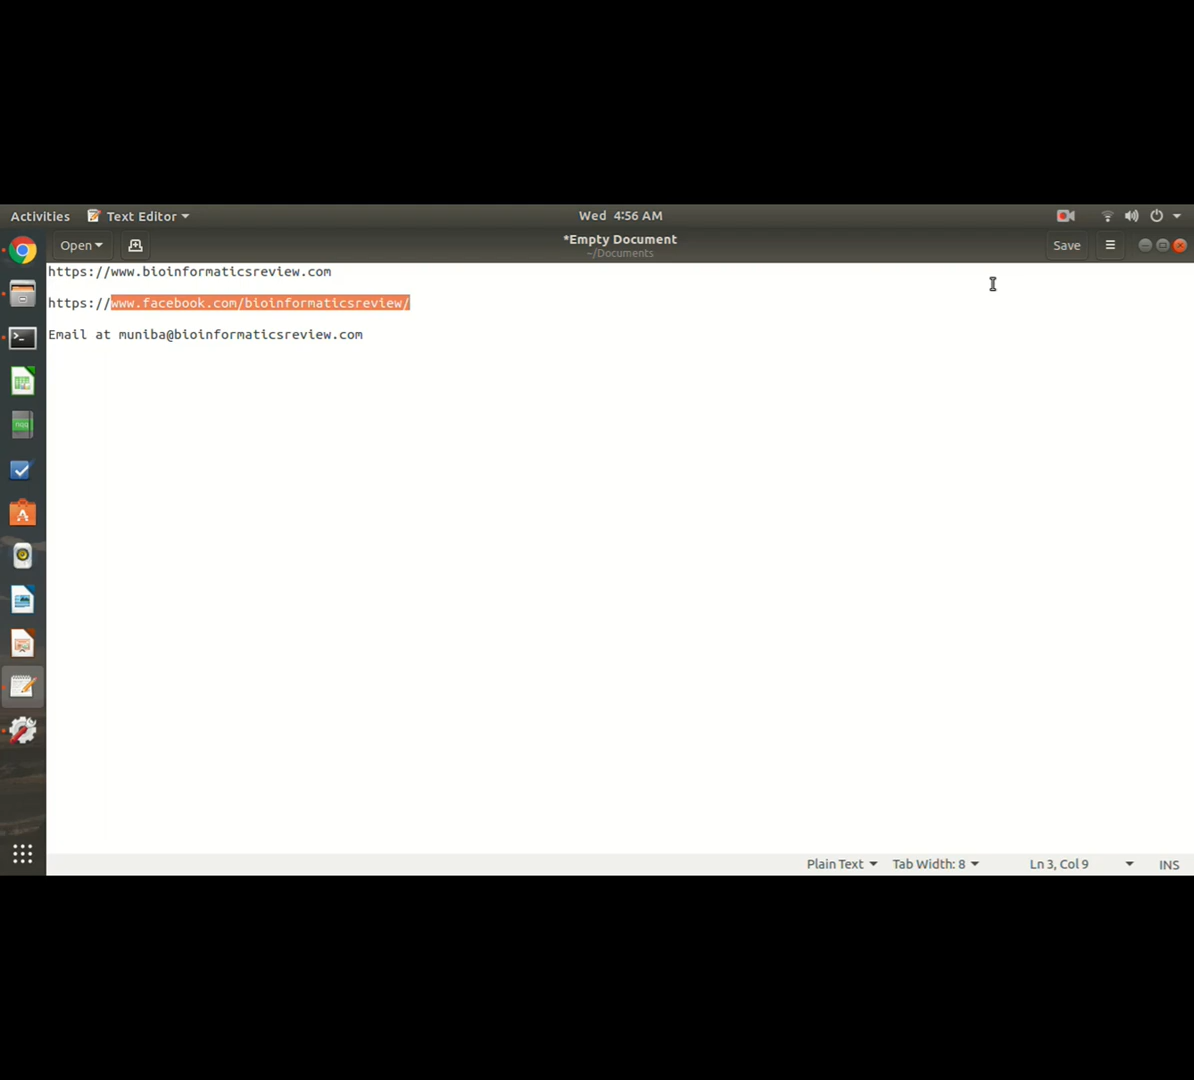 Activities Text Editor Wed 4:56 AM
Open *Empty Document Save
~/Documents
https://www.bioinformaticsreview.com
https://www.facebook.com/bioinformaticsreview/
Email at muniba@bioinformaticsreview.com
nqq
Plain Text Tab Width: 8 Ln 3, Col 9 INS